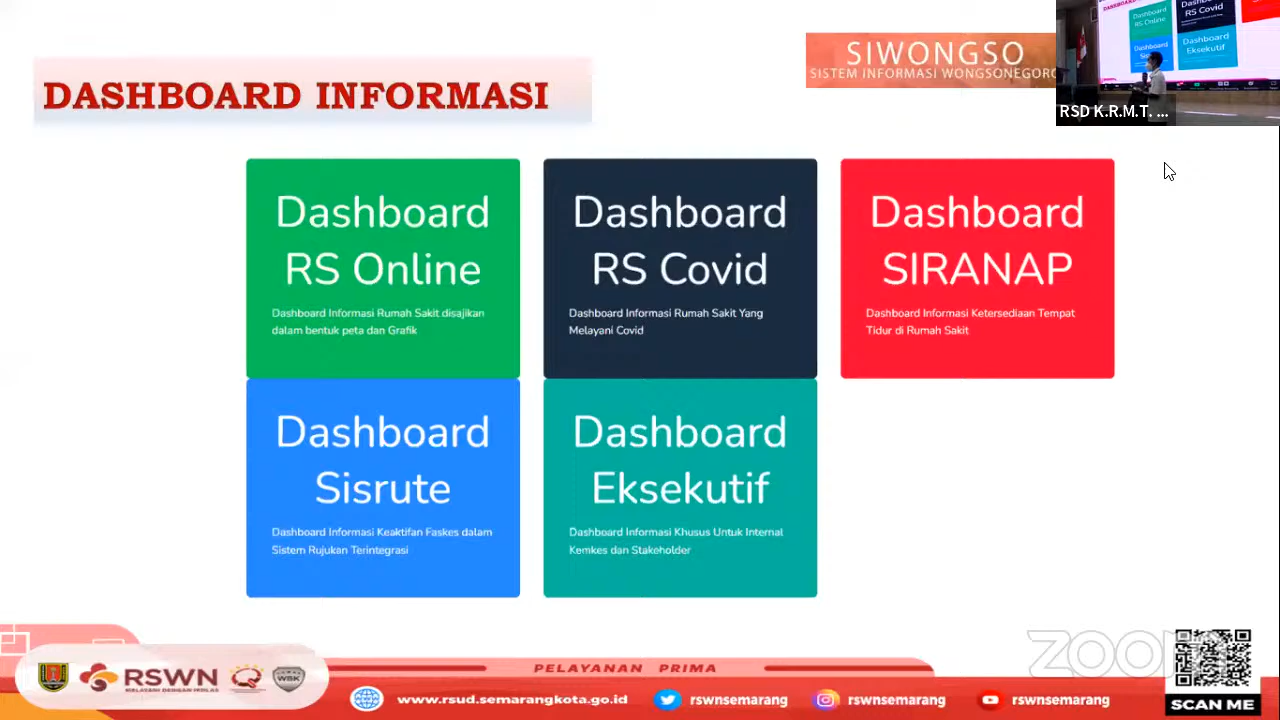 SIWONGSO
SISTEM INFORMASI WONGSONEGORO
DASHBOARD INFORMASI
RSD K.R.M.T. ...
Dashboard
RS Online
Dashboard Informasi Rumah Sakit disajikan
dalam bentuk peta dan Grafik
Dashboard
RS Covid
Dashboard Informasi Rumah Sakit Yang
Melayani Covid
Dashboard
SIRANAP
Dashboard Informasi Ketersediaan Tempat
Tidur di Rumah Sakit
Dashboard
Sisrute
Dashboard Informasi Keaktifan Faskes dalam
Sistem Rujukan Terintegrasi
Dashboard
Eksekutif
Dashboard Informasi Khusus Untuk Internal
Kemkes dan Stakeholder
zoom
RSWN
WBK
PELAYANAN PRIMA
www.rsud.semarangkota.go.id
rswnsemarang
rswnsemarang
rswnsemarang
SCAN ME